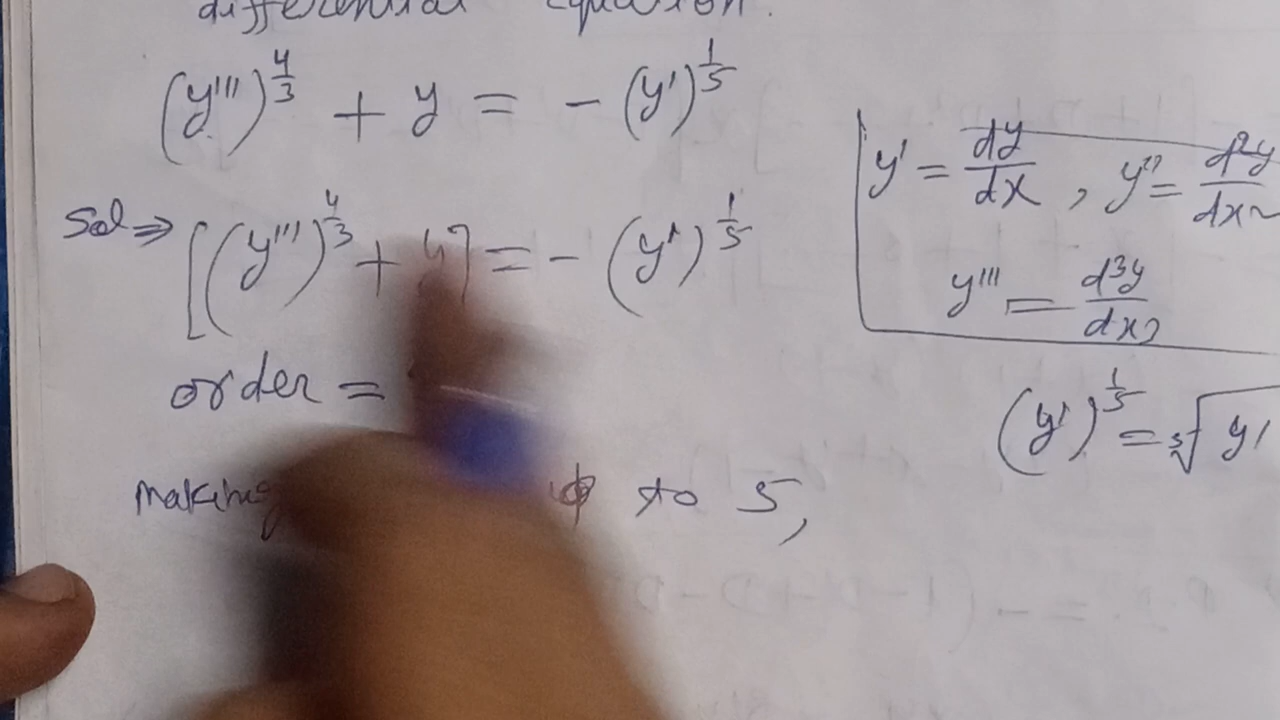 differential Equation.
(y''')^{4/3} + y = - (y')^{1/5}
Sol ⇒ [(y''')^{4/3} + y] = - (y')^{1/5}
order =
Making to 5,
y' = dy/dx , y'' = d²y/dx²
y''' = d³y/dx³
(y')^{1/5} = ⁵√y'